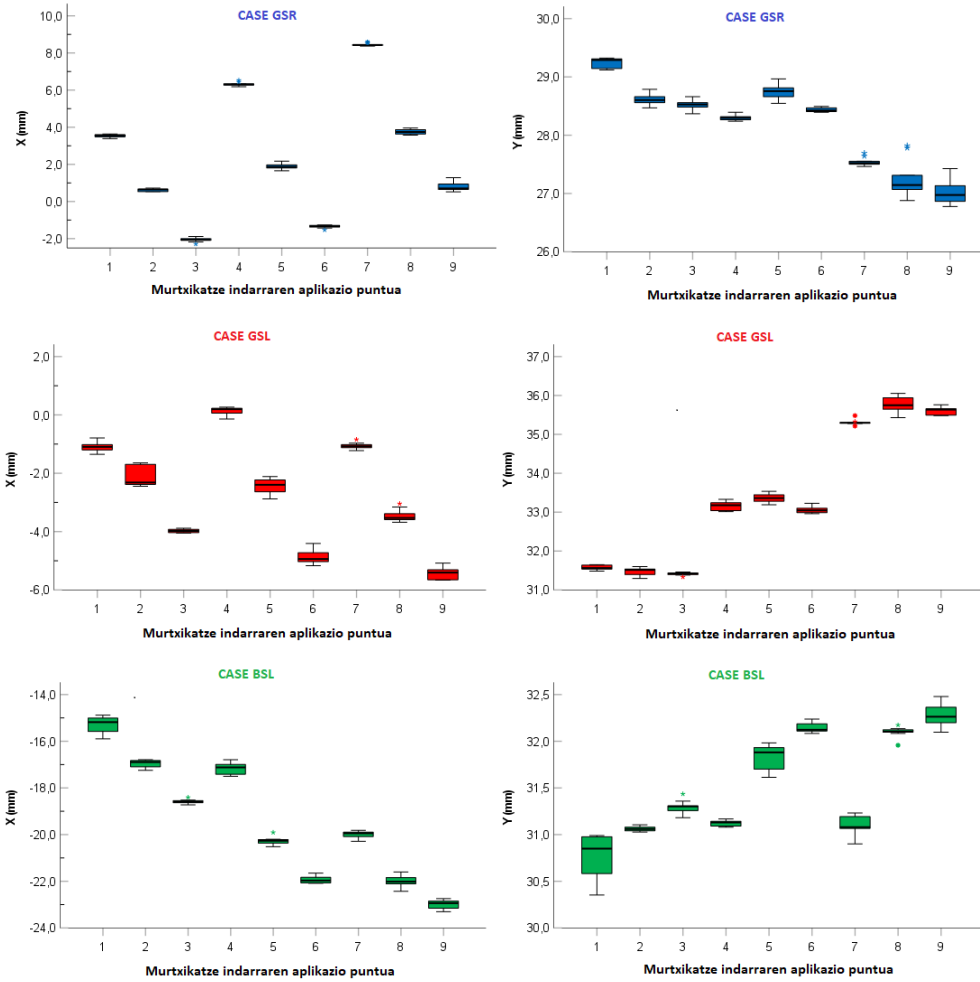 CASE GSR
X (mm)
10,0
8,0
6,0
4,0
2,0
0,0
-2,0
1 2 3 4 5 6 7 8 9
Murtxikatze indarraren aplikazio puntua
CASE GSR
Y (mm)
30,0
29,0
28,0
27,0
26,0
1 2 3 4 5 6 7 8 9
Murtxikatze indarraren aplikazio puntua
CASE GSL
X (mm)
2,0
0,0
-2,0
-4,0
-6,0
1 2 3 4 5 6 7 8 9
Murtxikatze indarraren aplikazio puntua
CASE GSL
Y (mm)
37,0
36,0
35,0
34,0
33,0
32,0
31,0
1 2 3 4 5 6 7 8 9
Murtxikatze indarraren aplikazio puntua
CASE BSL
X (mm)
-14,0
-16,0
-18,0
-20,0
-22,0
-24,0
1 2 3 4 5 6 7 8 9
Murtxikatze indarraren aplikazio puntua
CASE BSL
Y (mm)
32,5
32,0
31,5
31,0
30,5
30,0
1 2 3 4 5 6 7 8 9
Murtxikatze indarraren aplikazio puntua